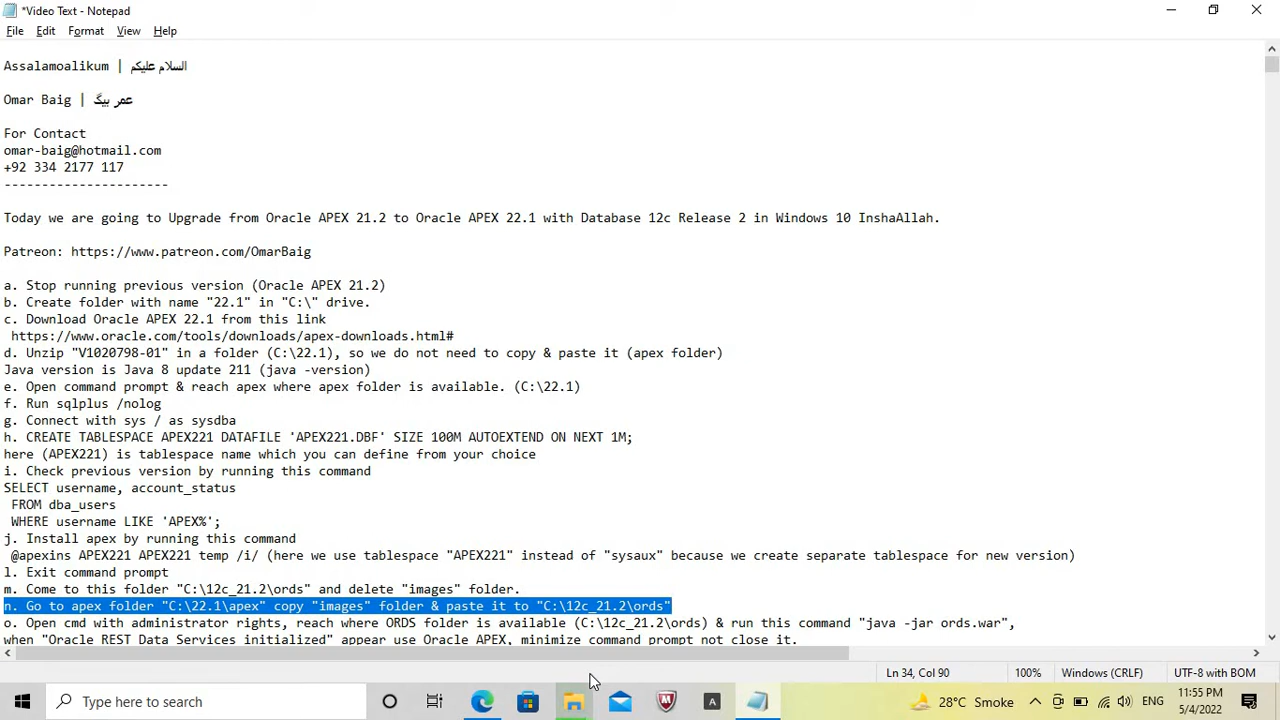 *Video Text - Notepad
File Edit Format View Help
Assalamoalikum | السلام عليكم
Omar Baig | عمر بیگ
For Contact
omar-baig@hotmail.com
+92 334 2177 117
----------------------
Today we are going to Upgrade from Oracle APEX 21.2 to Oracle APEX 22.1 with Database 12c Release 2 in Windows 10 InshaAllah.
Patreon: https://www.patreon.com/OmarBaig
a. Stop running previous version (Oracle APEX 21.2)
b. Create folder with name "22.1" in "C:\" drive.
c. Download Oracle APEX 22.1 from this link
https://www.oracle.com/tools/downloads/apex-downloads.html#
d. Unzip "V1020798-01" in a folder (C:\22.1), so we do not need to copy & paste it (apex folder)
Java version is Java 8 update 211 (java -version)
e. Open command prompt & reach apex where apex folder is available. (C:\22.1)
f. Run sqlplus /nolog
g. Connect with sys / as sysdba
h. CREATE TABLESPACE APEX221 DATAFILE 'APEX221.DBF' SIZE 100M AUTOEXTEND ON NEXT 1M;
here (APEX221) is tablespace name which you can define from your choice
i. Check previous version by running this command
SELECT username, account_status
FROM dba_users
WHERE username LIKE 'APEX%';
j. Install apex by running this command
@apexins APEX221 APEX221 temp /i/ (here we use tablespace "APEX221" instead of "sysaux" because we create separate tablespace for new version)
l. Exit command prompt
m. Come to this folder "C:\12c_21.2\ords" and delete "images" folder.
n. Go to apex folder "C:\22.1\apex" copy "images" folder & paste it to "C:\12c_21.2\ords"
o. Open cmd with administrator rights, reach where ORDS folder is available (C:\12c_21.2\ords) & run this command "java -jar ords.war",
when "Oracle REST Data Services initialized" appear use Oracle APEX, minimize command prompt not close it.
Ln 34, Col 90 100% Windows (CRLF) UTF-8 with BOM
Type here to search
A
28°C Smoke ENG 11:55 PM 5/4/2022